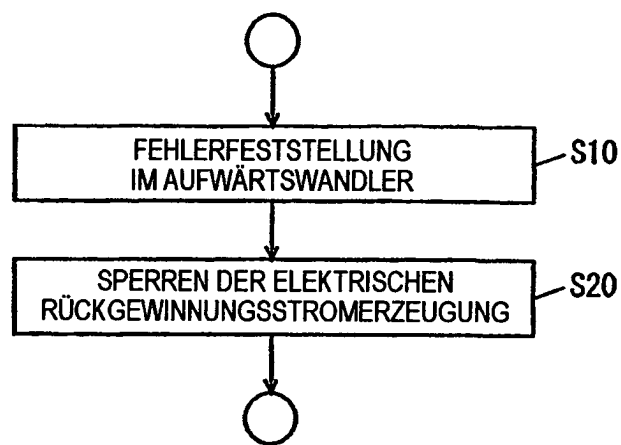 FEHLERFESTSTELLUNG
IM AUFWÄRTSWANDLER
S10
SPERREN DER ELEKTRISCHEN
RÜCKGEWINNUNGSSTROMERZEUGUNG
S20